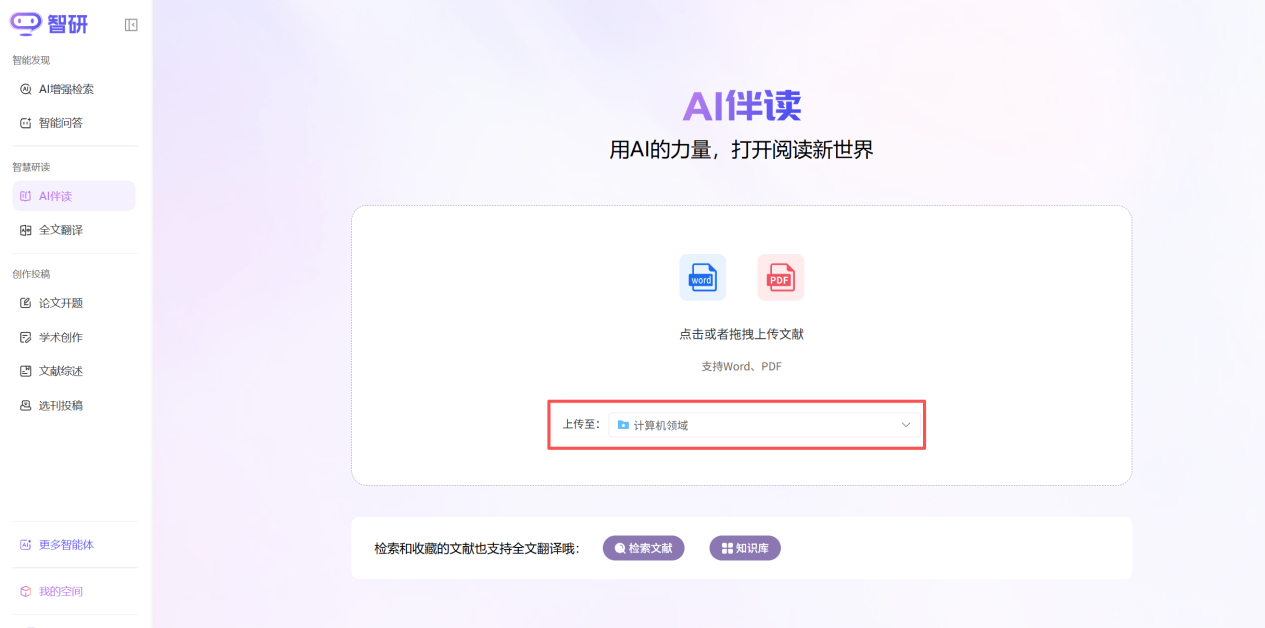 智研
智能发现
AI增强检索
智能问答
智慧研读
AI伴读
全文翻译
创作投稿
论文开题
学术创作
文献综述
选刊投稿
更多智能体
我的空间
AI伴读
用AI的力量，打开阅读新世界
word PDF
点击或者拖拽上传文献
支持Word、PDF
上传至： 计算机领域
检索和收藏的文献也支持全文翻译哦： 检索文献 知识库